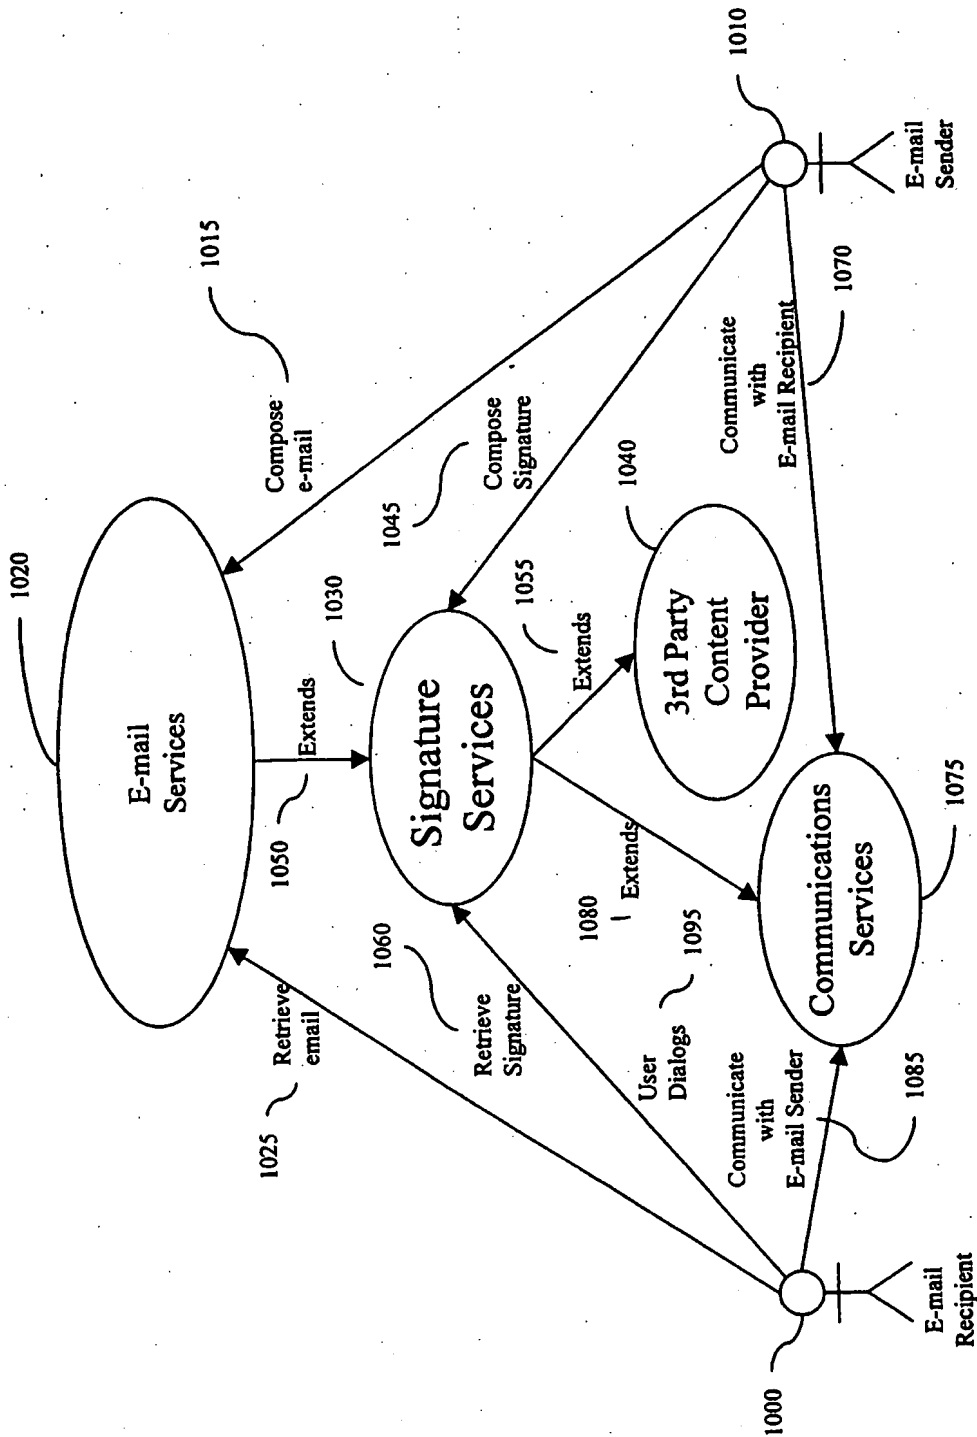 1020
E-mail
Services
1015
Compose
e-mail
1025
Retrieve
email
1050
Extends
1030
Signature
Services
1045
Compose
Signature
1060
Retrieve
Signature
1055
Extends
1080
Extends
1040
3rd Party
Content
Provider
1095
User
Dialogs
Communicate
with
E-mail Sender
1085
Communicate
with
E-mail Recipient
1070
Communications
Services
1075
1000
E-mail
Recipient
1010
E-mail
Sender